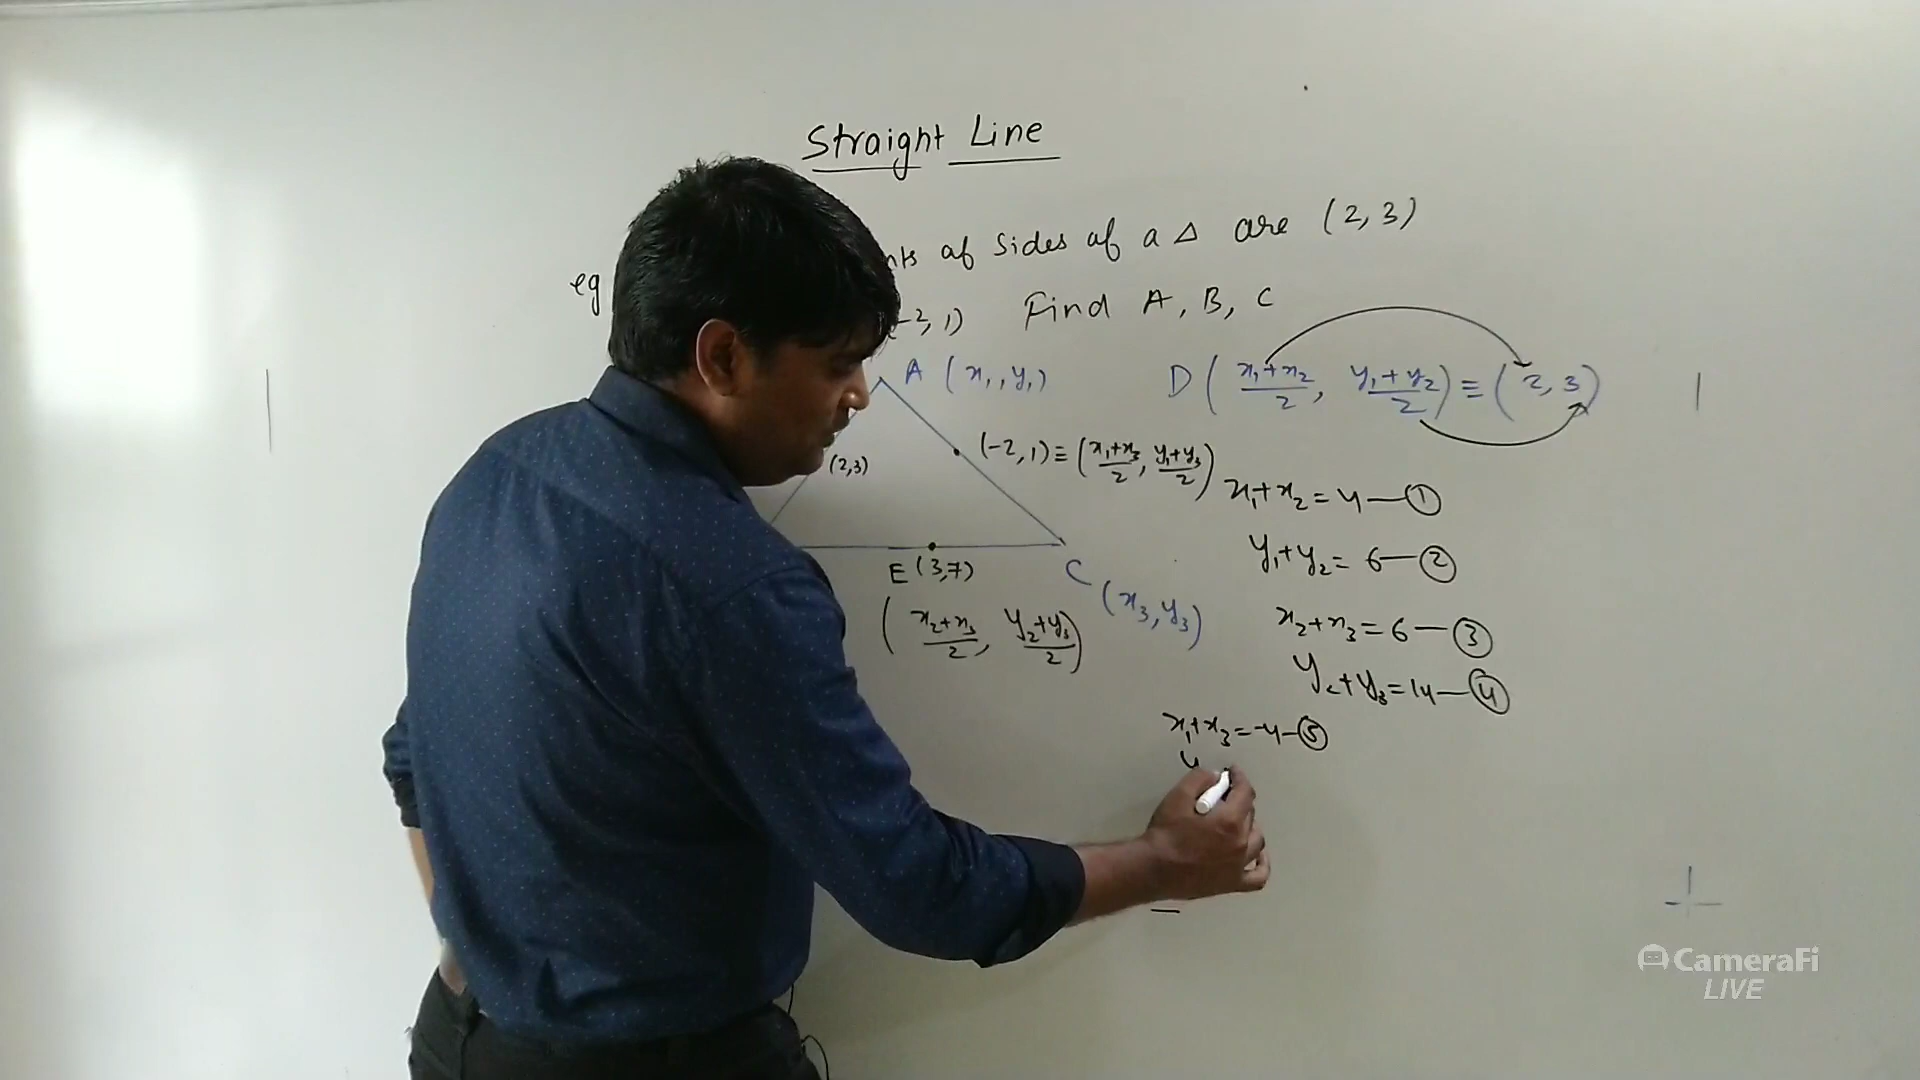 Straight Line
eg nts of sides of a Δ are (2, 3)
-2, 1) Find A, B, C
A (x₁, y₁)
D ( x₁+x₂/2, y₁+y₂/2 ) ≡ ( 2, 3 )
(2,3)
(-2, 1) ≡ ( x₁+x₃/2, y₁+y₃/2 )
x₁+x₂ = 4 — ①
y₁+y₂ = 6 — ②
E (3,7)
C (x₃, y₃)
( x₂+x₃/2, y₂+y₃/2 )
x₂+x₃ = 6 — ③
y₂+y₃ = 14 — ④
x₁+x₃ = -4 — ⑤
y
CameraFi
LIVE